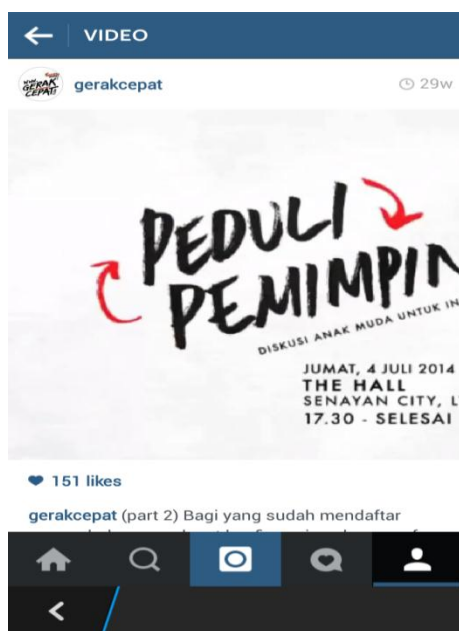 VIDEO
gerakcepat
29w
PEDULI
PEMIMPIN
DISKUSI ANAK MUDA UNTUK IN
JUMAT, 4 JULI 2014
THE HALL
SENAYAN CITY, L
17.30 - SELESAI
151 likes
gerakcepat (part 2) Bagi yang sudah mendaftar